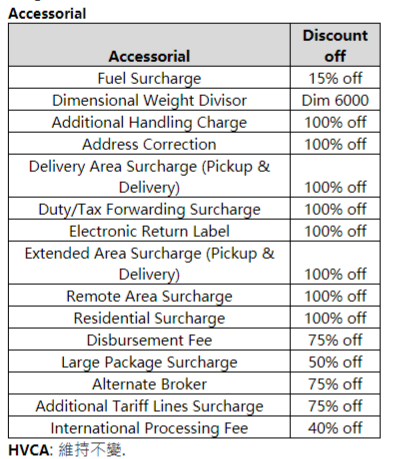 Accessorial
Accessorial
Discount
off
Fuel Surcharge 15% off
Dimensional Weight Divisor Dim 6000
Additional Handling Charge 100% off
Address Correction 100% off
Delivery Area Surcharge (Pickup &
Delivery) 100% off
Duty/Tax Forwarding Surcharge 100% off
Electronic Return Label 100% off
Extended Area Surcharge (Pickup &
Delivery) 100% off
Remote Area Surcharge 100% off
Residential Surcharge 100% off
Disbursement Fee 75% off
Large Package Surcharge 50% off
Alternate Broker 75% off
Additional Tariff Lines Surcharge 75% off
International Processing Fee 40% off
HVCA: 維持不變.